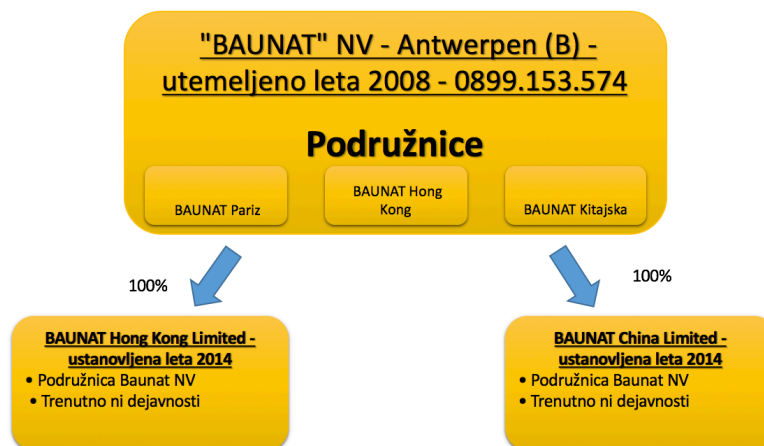 "BAUNAT" NV - Antwerpen (B) -
utemeljeno leta 2008 - 0899.153.574
Podružnice
BAUNAT Pariz
BAUNAT Hong
Kong
BAUNAT Kitajska
100%
100%
BAUNAT Hong Kong Limited -
ustanovljena leta 2014
• Podružnica Baunat NV
• Trenutno ni dejavnosti
BAUNAT China Limited -
ustanovljena leta 2014
• Podružnica Baunat NV
• Trenutno ni dejavnosti